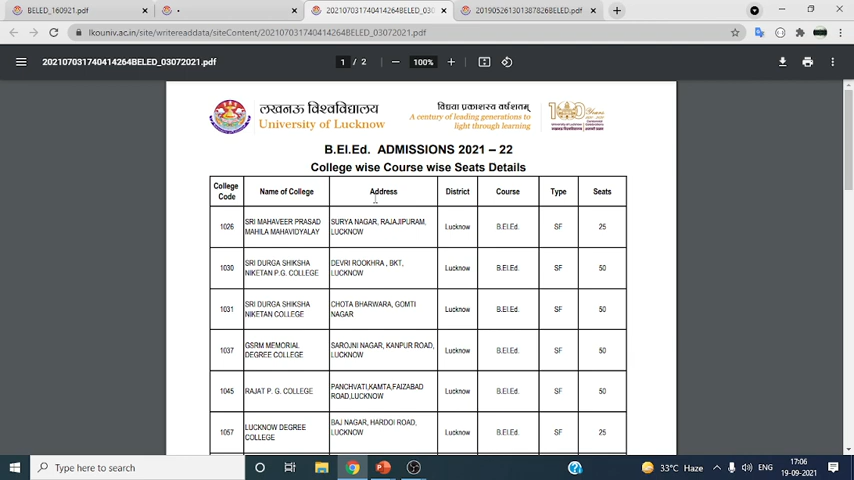 BELED_160921.pdf
202107031740414264BELED_03(
201905261301387826BELED.pdf
lkouniv.ac.in/site/writereaddata/siteContent/202107031740414264BELED_03072021.pdf
202107031740414264BELED_03072021.pdf
1 / 2
100%
लखनऊ विश्वविद्यालय
University of Lucknow
विद्या प्रकाशस्य वर्षशतम्
A century of leading generations to
light through learning
100 Years
B.El.Ed. ADMISSIONS 2021 – 22
College wise Course wise Seats Details
College Code Name of College Address District Course Type Seats
1026 SRI MAHAVEER PRASAD MAHILA MAHAVIDYALAY SURYA NAGAR, RAJAJIPURAM, LUCKNOW Lucknow B.El.Ed. SF 25
1030 SRI DURGA SHIKSHA NIKETAN P.G. COLLEGE DEVRI ROOKHRA , BKT, LUCKNOW Lucknow B.El.Ed. SF 50
1031 SRI DURGA SHIKSHA NIKETAN COLLEGE CHOTA BHARWARA, GOMTI NAGAR Lucknow B.El.Ed. SF 50
1037 GSRM MEMORIAL DEGREE COLLEGE SAROJNI NAGAR, KANPUR ROAD, LUCKNOW Lucknow B.El.Ed. SF 50
1045 RAJAT P. G. COLLEGE PANCHVATI,KAMTA,FAIZABAD ROAD,LUCKNOW Lucknow B.El.Ed. SF 50
1057 LUCKNOW DEGREE COLLEGE BAJ NAGAR, HARDOI ROAD, LUCKNOW Lucknow B.El.Ed. SF 25
Type here to search
33°C Haze
ENG
17:06
19-09-2021